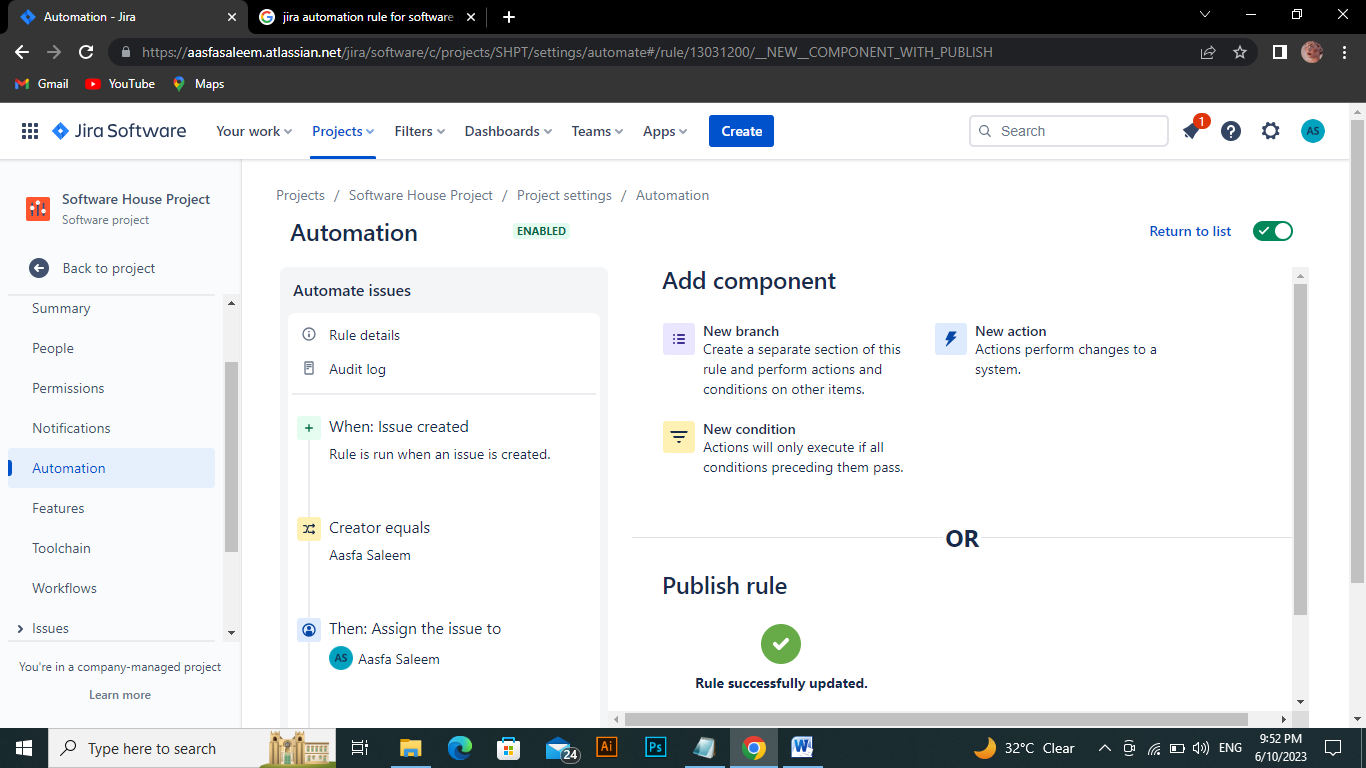 Automation - Jira
jira automation rule for software
https://aasfasaleem.atlassian.net/jira/software/c/projects/SHPT/settings/automate#/rule/13031200/__NEW__COMPONENT_WITH_PUBLISH
Gmail YouTube Maps
Jira Software Your work Projects Filters Dashboards Teams Apps Create Search 1 AS
Software House Project
Software project
Back to project
Summary
People
Permissions
Notifications
Automation
Features
Toolchain
Workflows
Issues
You're in a company-managed project
Learn more
Projects / Software House Project / Project settings / Automation
Automation ENABLED Return to list
Automate issues
Rule details
Audit log
When: Issue created
Rule is run when an issue is created.
Creator equals
Aasfa Saleem
Then: Assign the issue to
AS Aasfa Saleem
Add component
New branch
Create a separate section of this
rule and perform actions and
conditions on other items.
New action
Actions perform changes to a
system.
New condition
Actions will only execute if all
conditions preceding them pass.
OR
Publish rule
Rule successfully updated.
Type here to search
24
Ai
Ps
W
32°C Clear
ENG
9:52 PM
6/10/2023